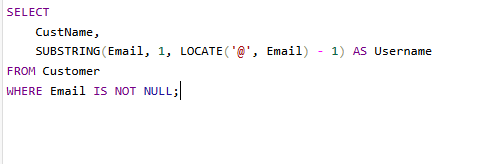 SELECT
    CustName,
    SUBSTRING(Email, 1, LOCATE('@', Email) - 1) AS Username
FROM Customer
WHERE Email IS NOT NULL;